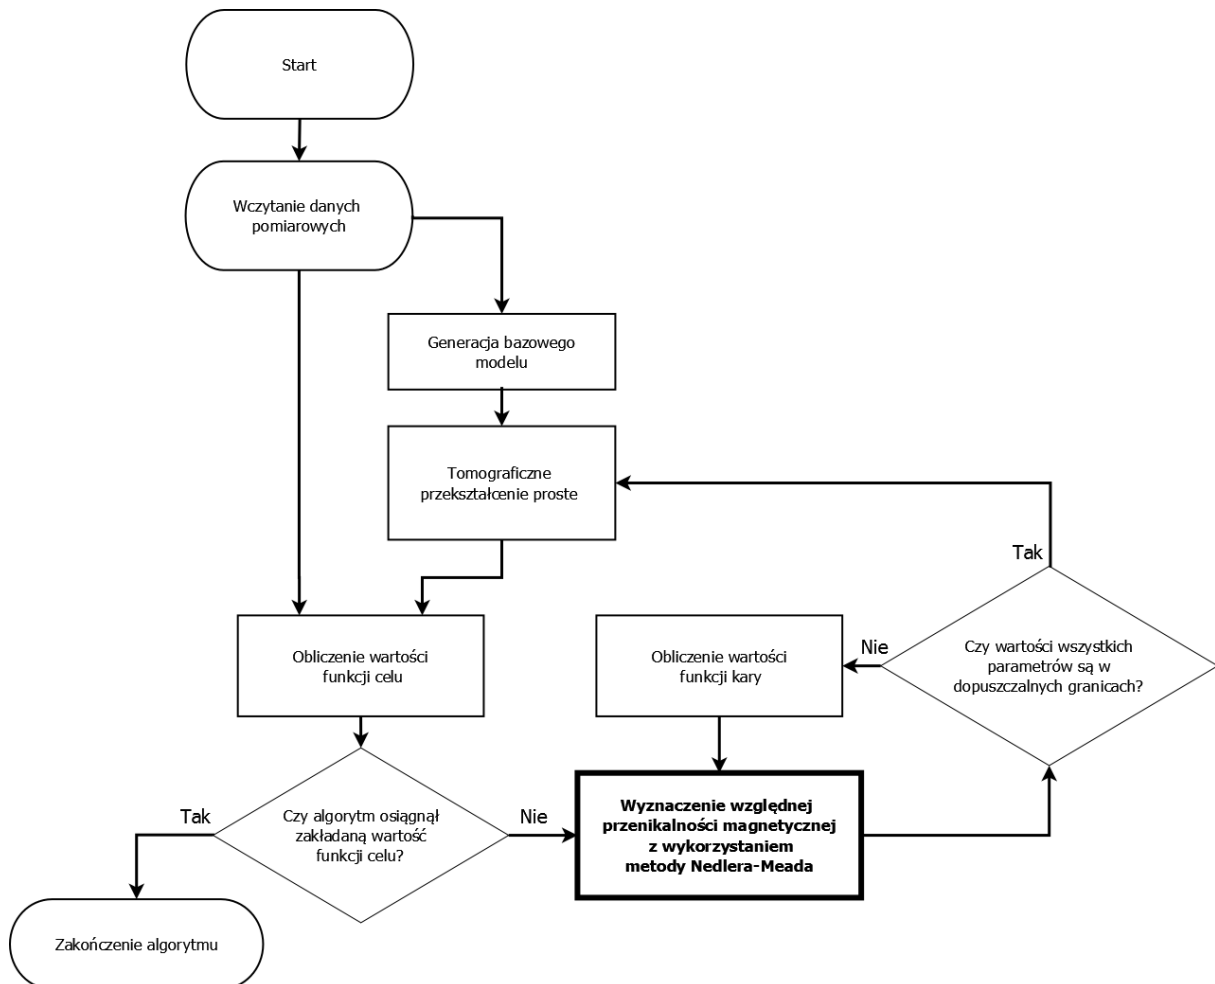 Start
Wczytanie danych
pomiarowych
Generacja bazowego
modelu
Tomograficzne
przekształcenie proste
Tak
Obliczenie wartości
funkcji celu
Obliczenie wartości
funkcji kary
Nie
Czy wartości wszystkich
parametrów są w
dopuszczalnych granicach?
Tak
Czy algorytm osiągnął
zakładaną wartość
funkcji celu?
Nie
Wyznaczenie względnej
przenikalności magnetycznej
z wykorzystaniem
metody Nedlera-Meada
Zakończenie algorytmu